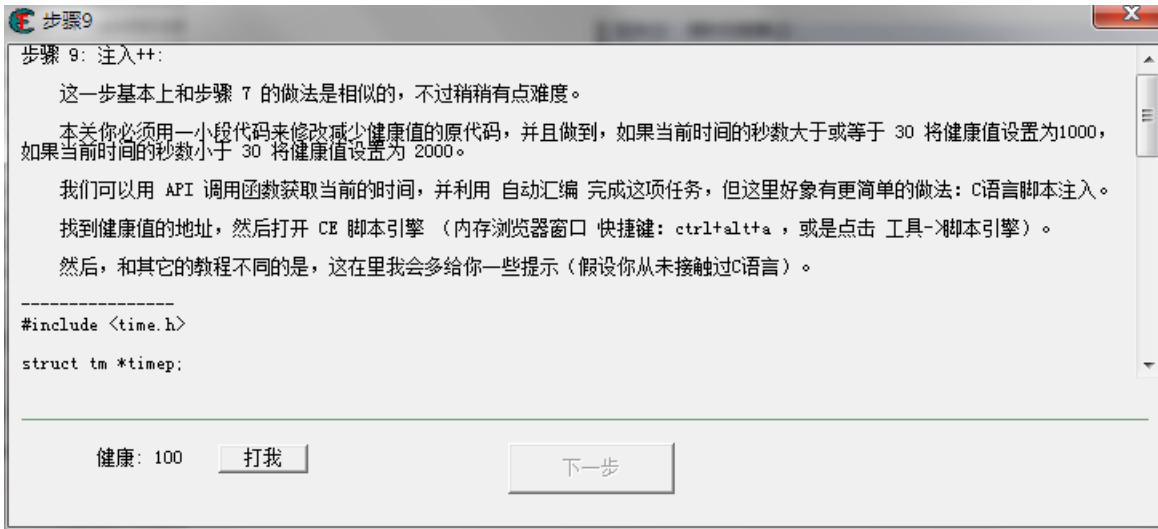 步骤9
步骤 9: 注入++:
这一步基本上和步骤 7 的做法是相似的，不过稍稍有点难度。
本关你必须用一小段代码来修改减少健康值的原代码，并且做到，如果当前时间的秒数大于或等于 30 将健康值设置为1000，
如果当前时间的秒数小于 30 将健康值设置为 2000。
我们可以用 API 调用函数获取当前的时间，并利用 自动汇编 完成这项任务，但这里好象有更简单的做法: C语言脚本注入。
找到健康值的地址，然后打开 CE 脚本引擎 （内存浏览器窗口 快捷键: ctrl+alt+a ，或是点击 工具->脚本引擎）。
然后，和其它的教程不同的是，这在里我会多给你一些提示（假设你从未接触过C语言）。
----------------
#include <time.h>
struct tm *timep;
健康: 100
打我
下一步